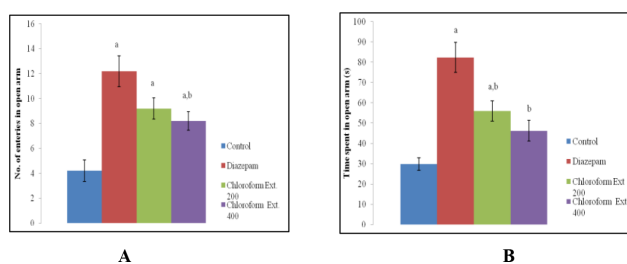 No. of enteries in open arm
16
14
12
10
8
6
4
2
0
a
a
a,b
Control
Diazepam
Chloroform Ext.
200
Chloroform Ext.
400
A
Time spent in open arm (s)
100
90
80
70
60
50
40
30
20
10
0
a
a,b
b
Control
Diazepam
Chloroform Ext.
200
Chloroform Ext.
400
B